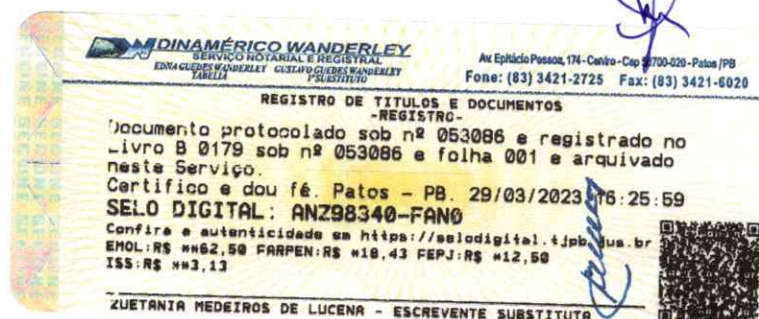 DINAMÉRICO WANDERLEY
SERVIÇO NOTARIAL E REGISTRAL
EDNA GUEDES WANDERLEY GUSTAVO GUEDES WANDERLEY
TABELIÃ 1º SUBSTITUTO
Av. Epitácio Pessoa, 174 - Centro - Cep 58700-020 - Patos /PB
Fone: (83) 3421-2725 Fax: (83) 3421-6020
REGISTRO DE TITULOS E DOCUMENTOS
-REGISTRO-
Documento protocolado sob nº 053086 e registrado no
Livro B 0179 sob nº 053086 e folha 001 e arquivado
neste Serviço.
Certifico e dou fé. Patos - PB. 29/03/2023 16:25:59
SELO DIGITAL: ANZ98340-FAN0
Confira a autenticidade em https://selodigital.tjpb.jus.br
EMOL:R$ **62,50 FARPEN:R$ *18,43 FEPJ:R$ *12,50
ISS:R$ **3,13
ZUETANIA MEDEIROS DE LUCENA - ESCREVENTE SUBSTITUTA